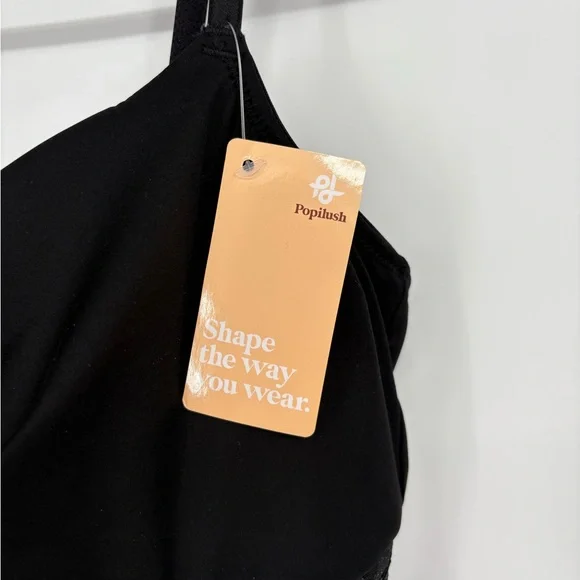 Popilush
Shape
the way
you wear.